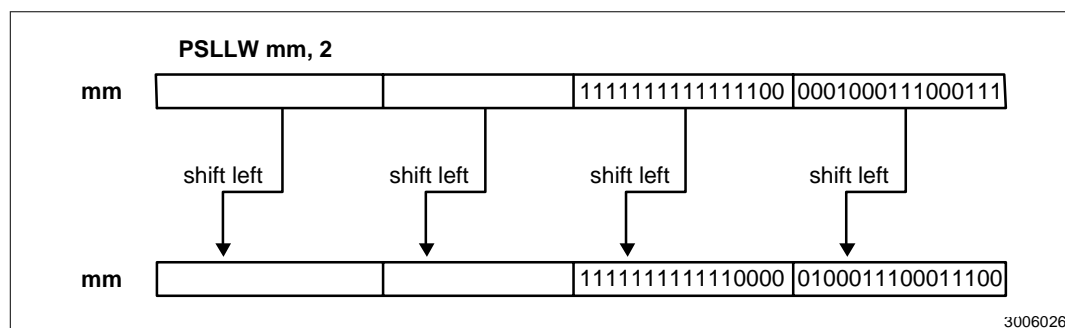 PSLLW mm, 2
mm 1111111111111100 0001000111000111
shift left shift left shift left shift left
mm 1111111111110000 0100011100011100
3006026